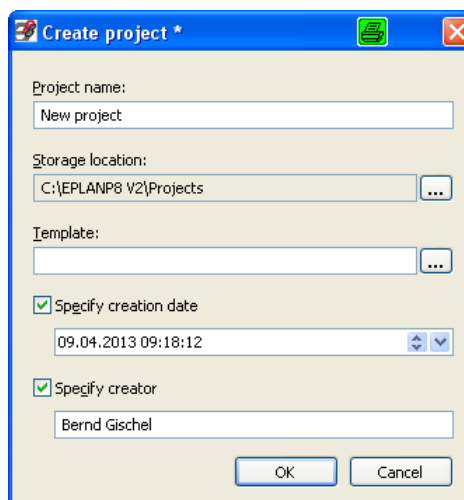 Create project *
Project name:
New project
Storage location:
C:\EPLANP8 V2\Projects
...
Template:
...
Specify creation date
09.04.2013 09:18:12
Specify creator
Bernd Gischel
OK Cancel